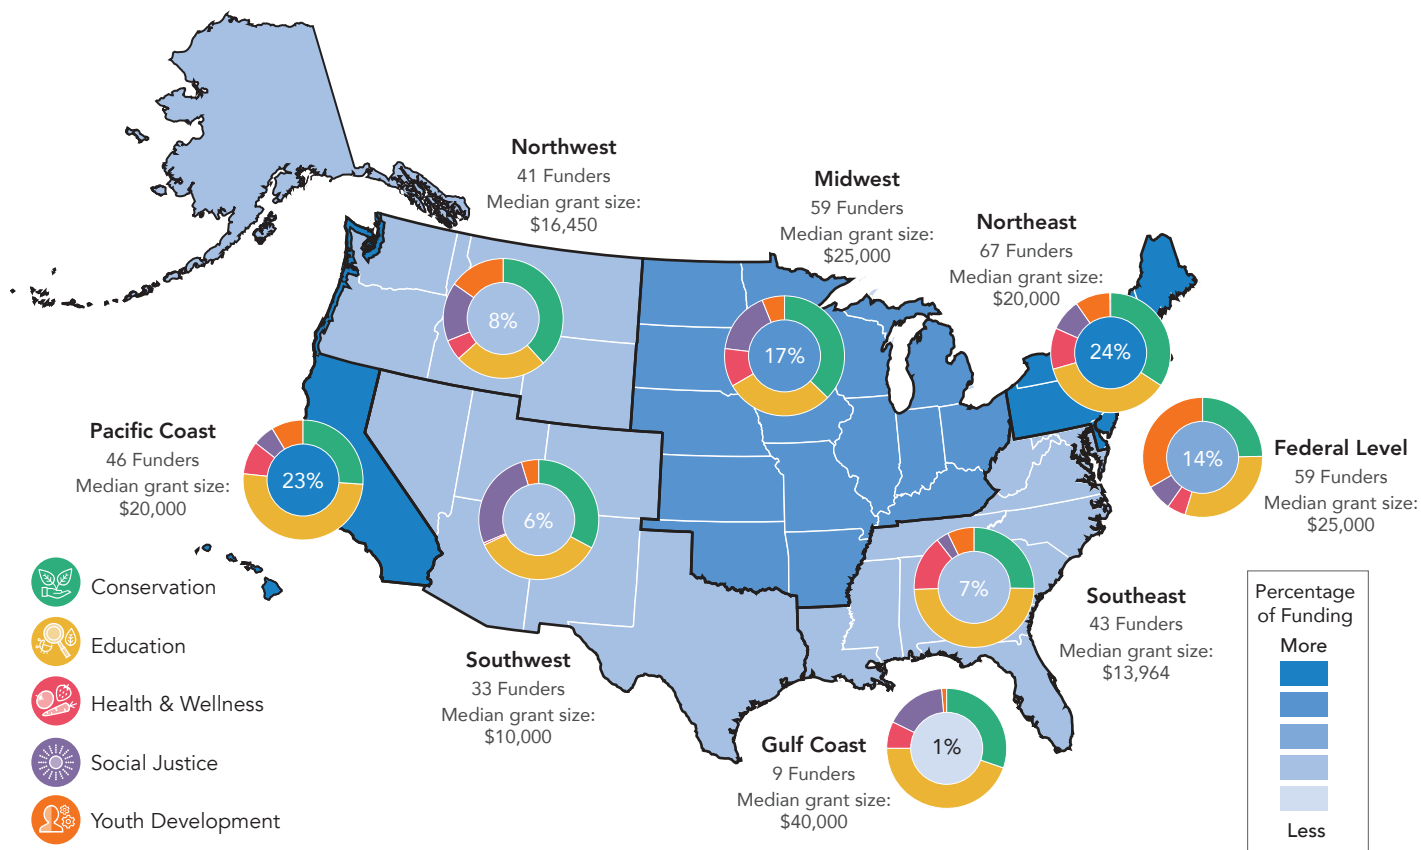 Northwest
41 Funders
Median grant size:
$16,450
8%
Midwest
59 Funders
Median grant size:
$25,000
17%
Northeast
67 Funders
Median grant size:
$20,000
24%
Pacific Coast
46 Funders
Median grant size:
$20,000
23%
Federal Level
59 Funders
Median grant size:
$25,000
14%
6%
Southwest
33 Funders
Median grant size:
$10,000
7%
Southeast
43 Funders
Median grant size:
$13,964
Gulf Coast
9 Funders
Median grant size:
$40,000
1%
Conservation
Education
Health & Wellness
Social Justice
Youth Development
Percentage
of Funding
More
Less